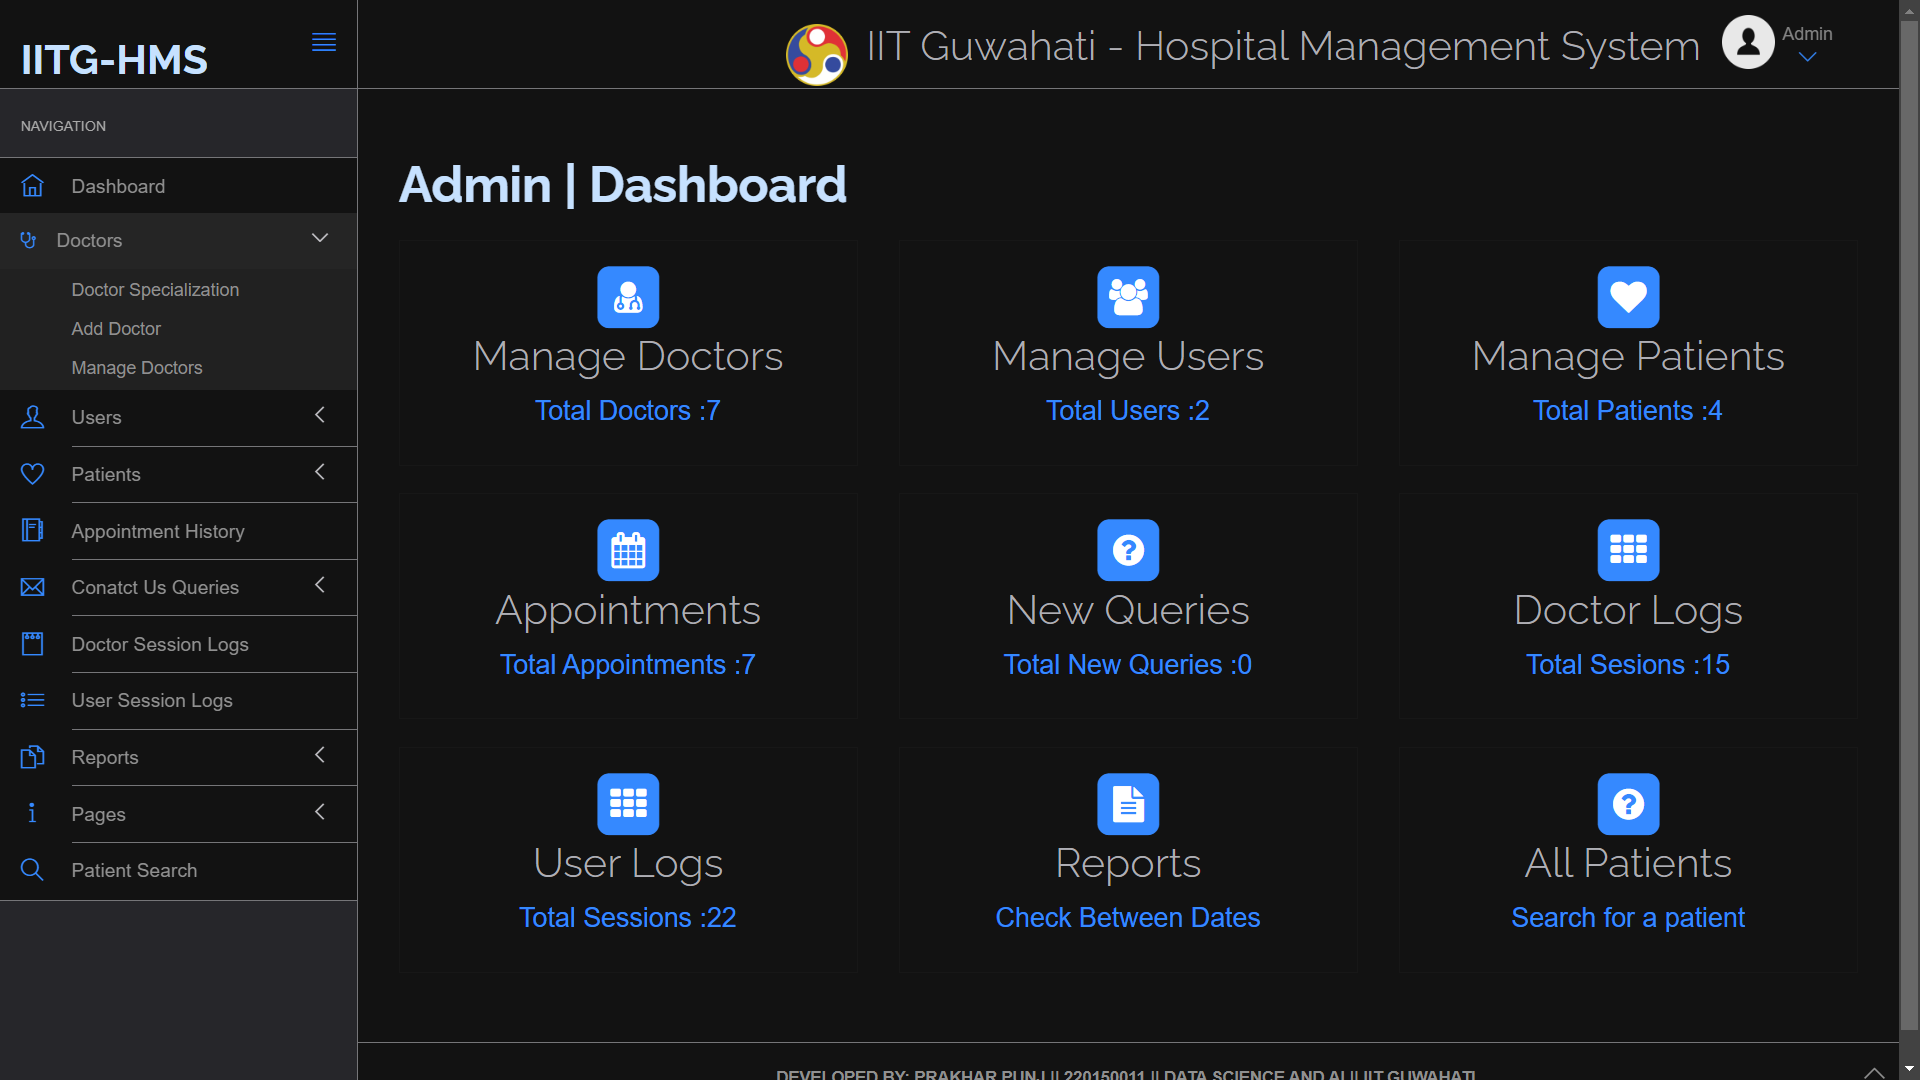 IITG-HMS
IIT Guwahati - Hospital Management System
Admin
NAVIGATION
Dashboard
Doctors
Doctor Specialization
Add Doctor
Manage Doctors
Users
Patients
Appointment History
Conatct Us Queries
Doctor Session Logs
User Session Logs
Reports
Pages
Patient Search
Admin | Dashboard
Manage Doctors
Total Doctors :7
Manage Users
Total Users :2
Manage Patients
Total Patients :4
Appointments
Total Appointments :7
New Queries
Total New Queries :0
Doctor Logs
Total Sesions :15
User Logs
Total Sessions :22
Reports
Check Between Dates
All Patients
Search for a patient
DEVELOPED BY: PRAKHAR PUNJ || 220150011 || DATA SCIENCE AND AI || IIT GUWAHATI